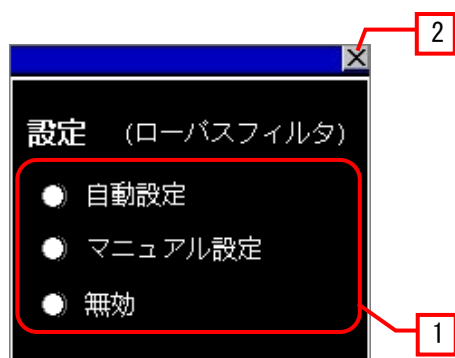 2
設定 (ローパスフィルタ)
自動設定
マニュアル設定
無効
1